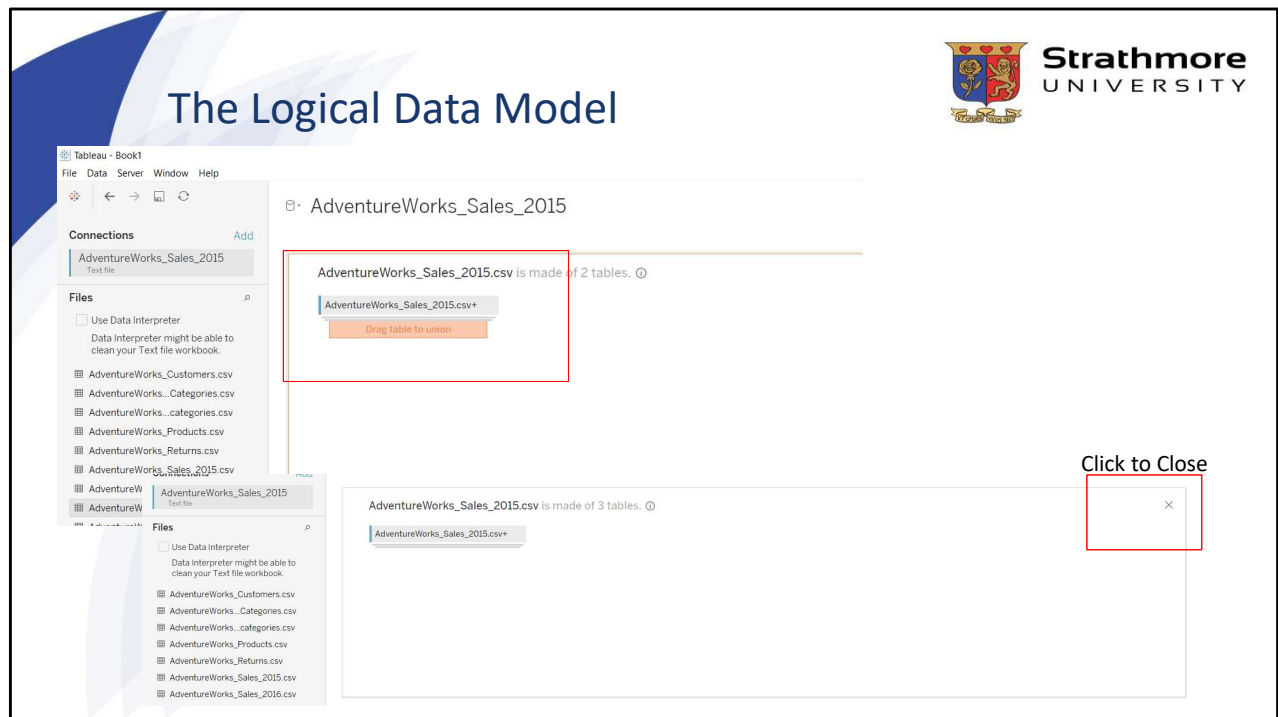 Strathmore
UNIVERSITY
The Logical Data Model
Tableau - Book1
File Data Server Window Help
Connections Add
AdventureWorks_Sales_2015
Text file
Files
Use Data Interpreter
Data Interpreter might be able to
clean your Text file workbook.
AdventureWorks_Customers.csv
AdventureWorks...Categories.csv
AdventureWorks...categories.csv
AdventureWorks_Products.csv
AdventureWorks_Returns.csv
AdventureWorks_Sales_2015.csv
AdventureW
AdventureW
AdventureWorks_Sales_2015
AdventureWorks_Sales_2015.csv is made of 2 tables.
AdventureWorks_Sales_2015.csv+
Drag table to union
Click to Close
Connections Add
AdventureWorks_Sales_2015
Text file
Files
Use Data Interpreter
Data Interpreter might be able to
clean your Text file workbook.
AdventureWorks_Customers.csv
AdventureWorks...Categories.csv
AdventureWorks...categories.csv
AdventureWorks_Products.csv
AdventureWorks_Returns.csv
AdventureWorks_Sales_2015.csv
AdventureWorks_Sales_2016.csv
AdventureWorks_Sales_2015.csv is made of 3 tables.
AdventureWorks_Sales_2015.csv+